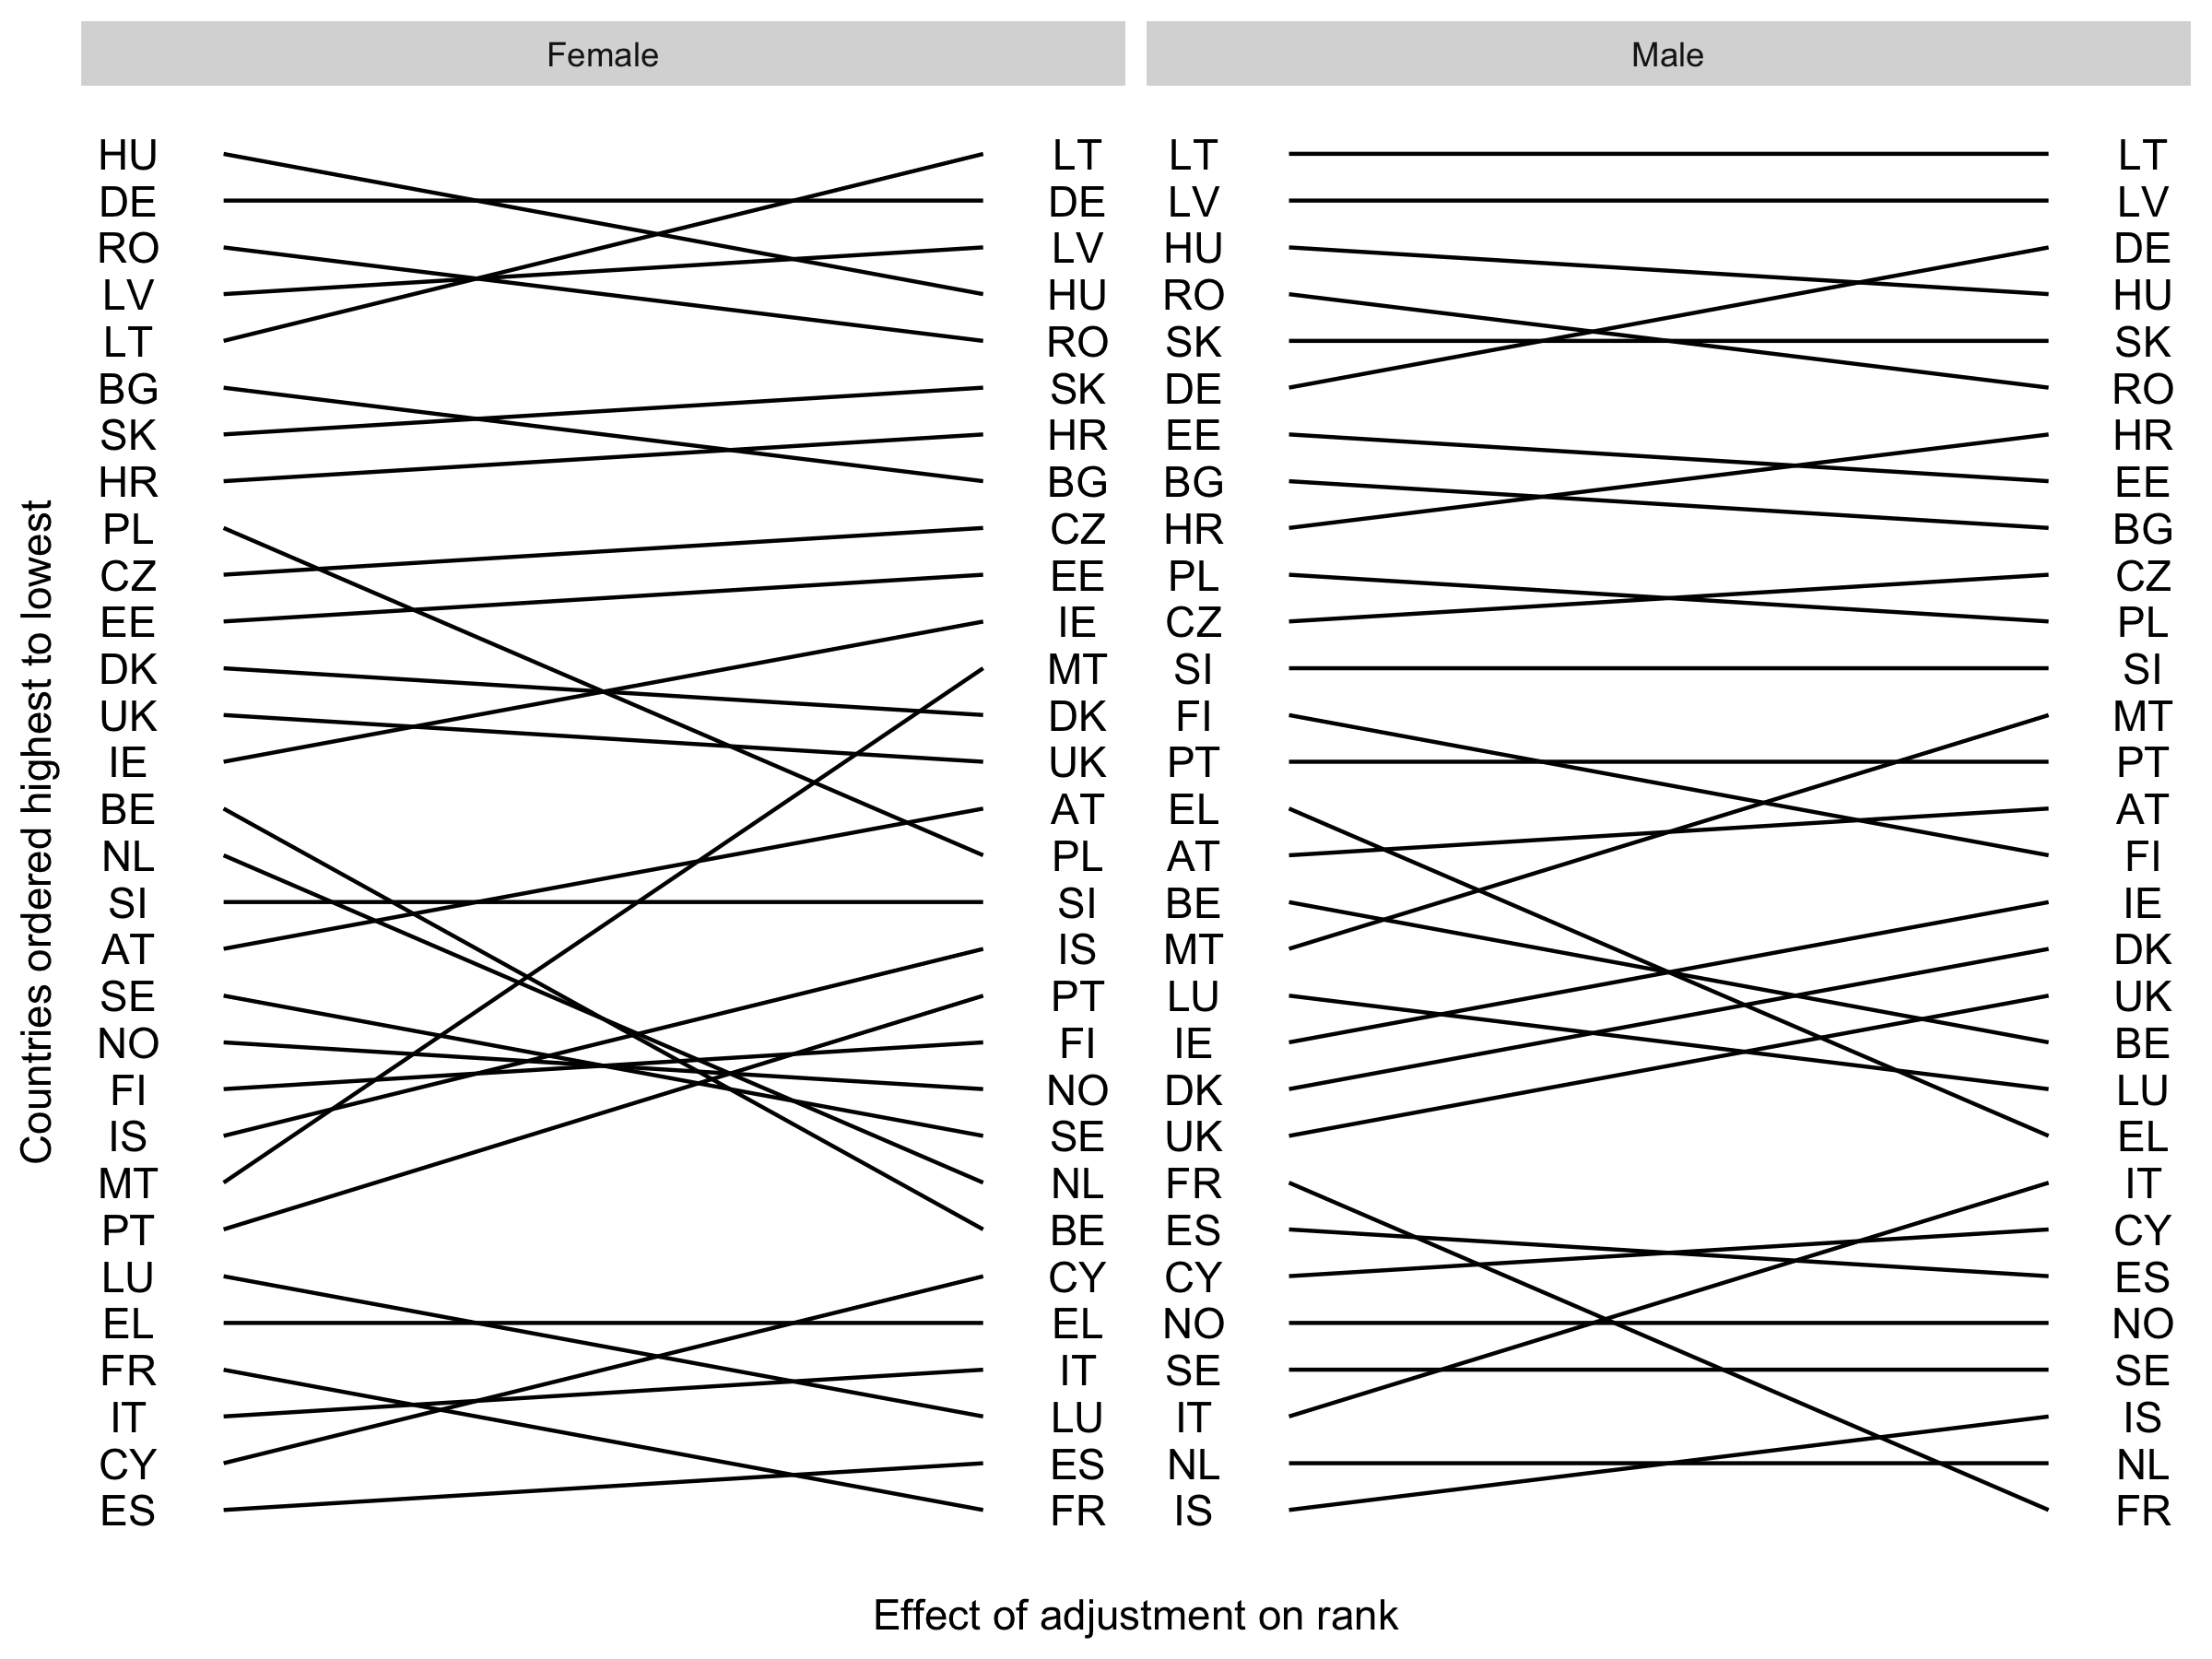 Female
Male
HU LT LT LT
DE DE LV LV
RO LV HU DE
LV HU RO HU
LT RO SK SK
BG SK DE RO
SK HR EE HR
HR BG BG EE
PL CZ HR BG
CZ EE PL CZ
EE IE CZ PL
DK MT SI SI
UK DK FI MT
IE UK PT PT
BE AT EL AT
NL PL AT FI
SI SI BE IE
AT IS MT DK
SE PT LU UK
NO FI IE BE
FI NO DK LU
IS SE UK EL
MT NL FR IT
PT BE ES CY
LU CY CY ES
EL EL NO NO
FR IT SE SE
IT LU IT IS
CY ES NL NL
ES FR IS FR
Countries ordered highest to lowest
Effect of adjustment on rank